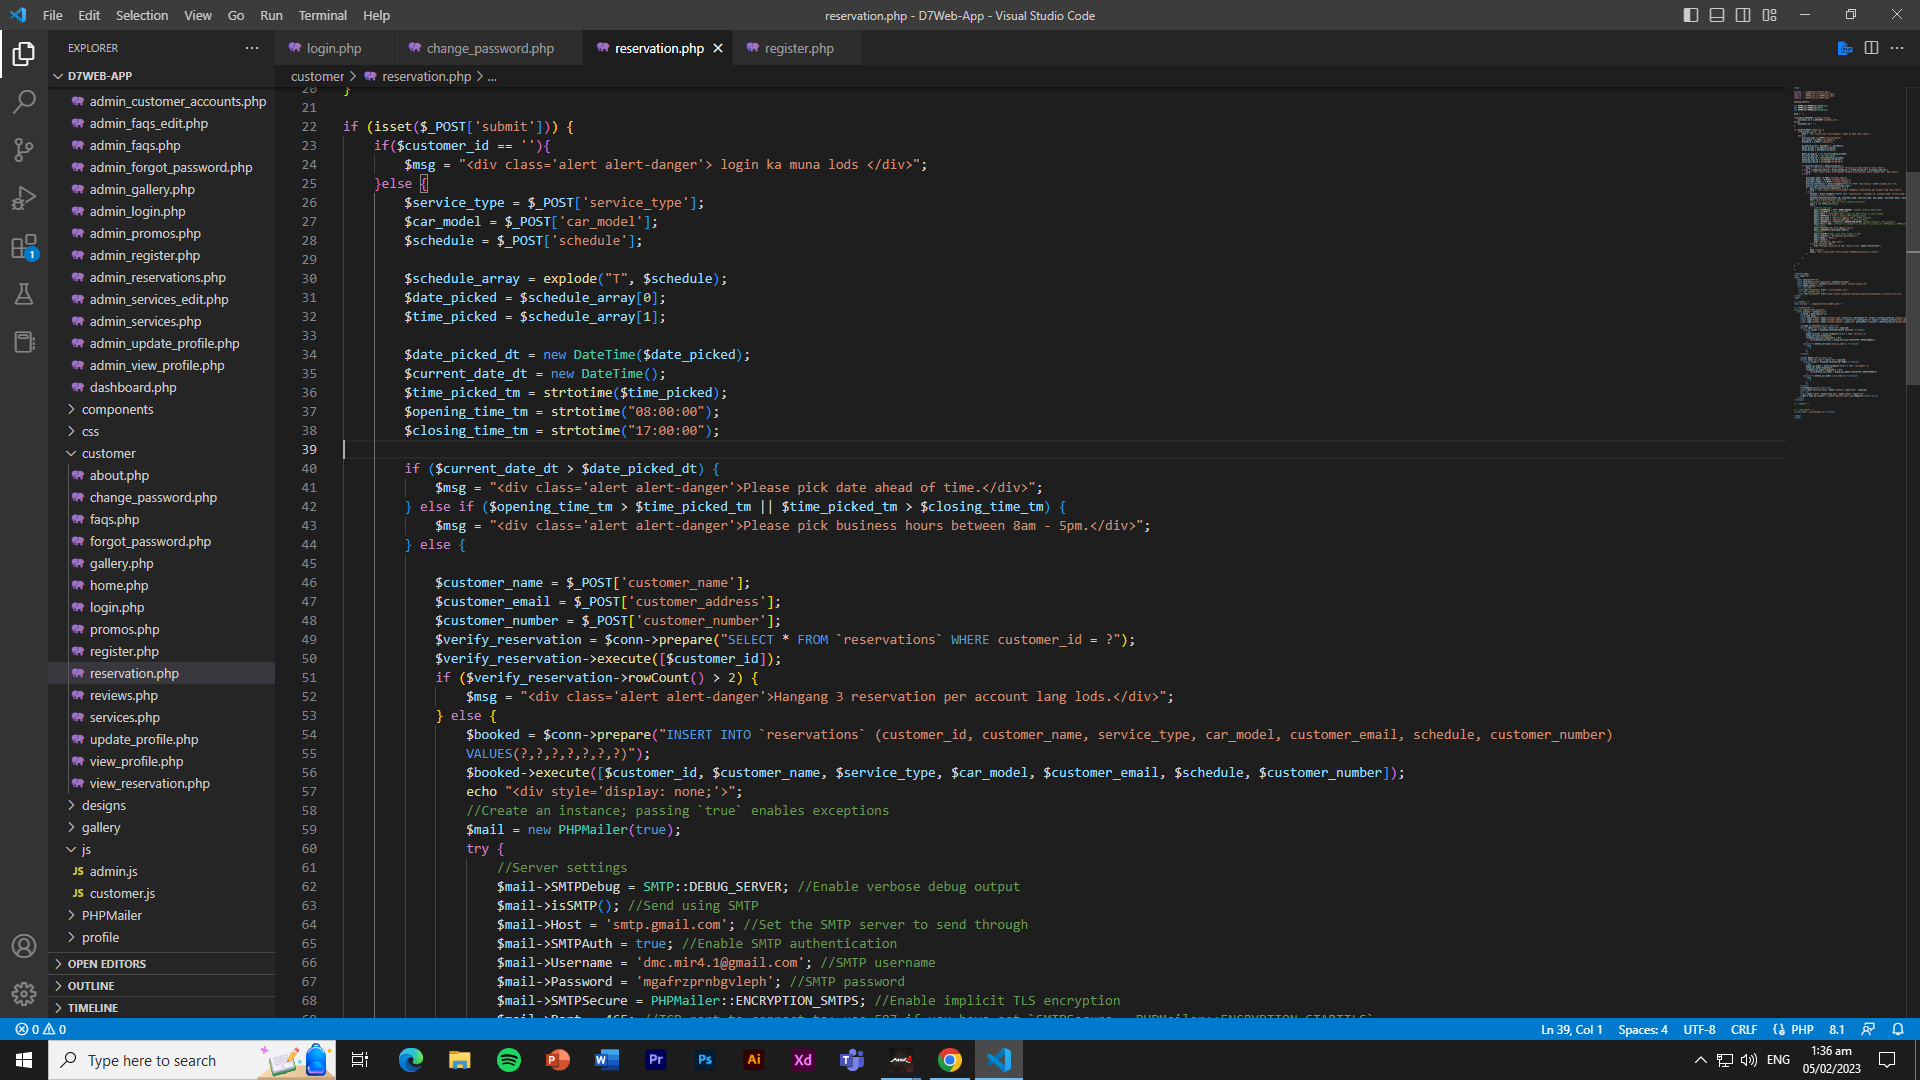 File Edit Selection View Go Run Terminal Help
reservation.php - D7Web-App - Visual Studio Code
EXPLORER
login.php
change_password.php
reservation.php
register.php
D7WEB-APP
customer > reservation.php > ...
admin_customer_accounts.php
admin_faqs_edit.php
admin_faqs.php
admin_forgot_password.php
admin_gallery.php
admin_login.php
admin_promos.php
admin_register.php
admin_reservations.php
admin_services_edit.php
admin_services.php
admin_update_profile.php
admin_view_profile.php
dashboard.php
components
css
customer
about.php
change_password.php
faqs.php
forgot_password.php
gallery.php
home.php
login.php
promos.php
register.php
reservation.php
reviews.php
services.php
update_profile.php
view_profile.php
view_reservation.php
designs
gallery
js
JS admin.js
JS customer.js
PHPMailer
profile
OPEN EDITORS
OUTLINE
TIMELINE
1
20 }
21
22 if (isset($_POST['submit'])) {
23 if($customer_id == ''){
24 $msg = "<div class='alert alert-danger'> login ka muna lods </div>";
25 }else {
26 $service_type = $_POST['service_type'];
27 $car_model = $_POST['car_model'];
28 $schedule = $_POST['schedule'];
29
30 $schedule_array = explode("T", $schedule);
31 $date_picked = $schedule_array[0];
32 $time_picked = $schedule_array[1];
33
34 $date_picked_dt = new DateTime($date_picked);
35 $current_date_dt = new DateTime();
36 $time_picked_tm = strtotime($time_picked);
37 $opening_time_tm = strtotime("08:00:00");
38 $closing_time_tm = strtotime("17:00:00");
39
40 if ($current_date_dt > $date_picked_dt) {
41 $msg = "<div class='alert alert-danger'>Please pick date ahead of time.</div>";
42 } else if ($opening_time_tm > $time_picked_tm || $time_picked_tm > $closing_time_tm) {
43 $msg = "<div class='alert alert-danger'>Please pick business hours between 8am - 5pm.</div>";
44 } else {
45
46 $customer_name = $_POST['customer_name'];
47 $customer_email = $_POST['customer_address'];
48 $customer_number = $_POST['customer_number'];
49 $verify_reservation = $conn->prepare("SELECT * FROM `reservations` WHERE customer_id = ?");
50 $verify_reservation->execute([$customer_id]);
51 if ($verify_reservation->rowCount() > 2) {
52 $msg = "<div class='alert alert-danger'>Hangang 3 reservation per account lang lods.</div>";
53 } else {
54 $booked = $conn->prepare("INSERT INTO `reservations` (customer_id, customer_name, service_type, car_model, customer_email, schedule, customer_number)
55 VALUES(?,?,?,?,?,?,?)");
56 $booked->execute([$customer_id, $customer_name, $service_type, $car_model, $customer_email, $schedule, $customer_number]);
57 echo "<div style='display: none;'>";
58 //Create an instance; passing `true` enables exceptions
59 $mail = new PHPMailer(true);
60 try {
61 //Server settings
62 $mail->SMTPDebug = SMTP::DEBUG_SERVER; //Enable verbose debug output
63 $mail->isSMTP(); //Send using SMTP
64 $mail->Host = 'smtp.gmail.com'; //Set the SMTP server to send through
65 $mail->SMTPAuth = true; //Enable SMTP authentication
66 $mail->Username = 'dmc.mir4.1@gmail.com'; //SMTP username
67 $mail->Password = 'mgafrzprnbgvleph'; //SMTP password
68 $mail->SMTPSecure = PHPMailer::ENCRYPTION_SMTPS; //Enable implicit TLS encryption
0 0
Ln 39, Col 1 Spaces: 4 UTF-8 CRLF PHP 8.1
Type here to search
ENG
1:36 am
05/02/2023